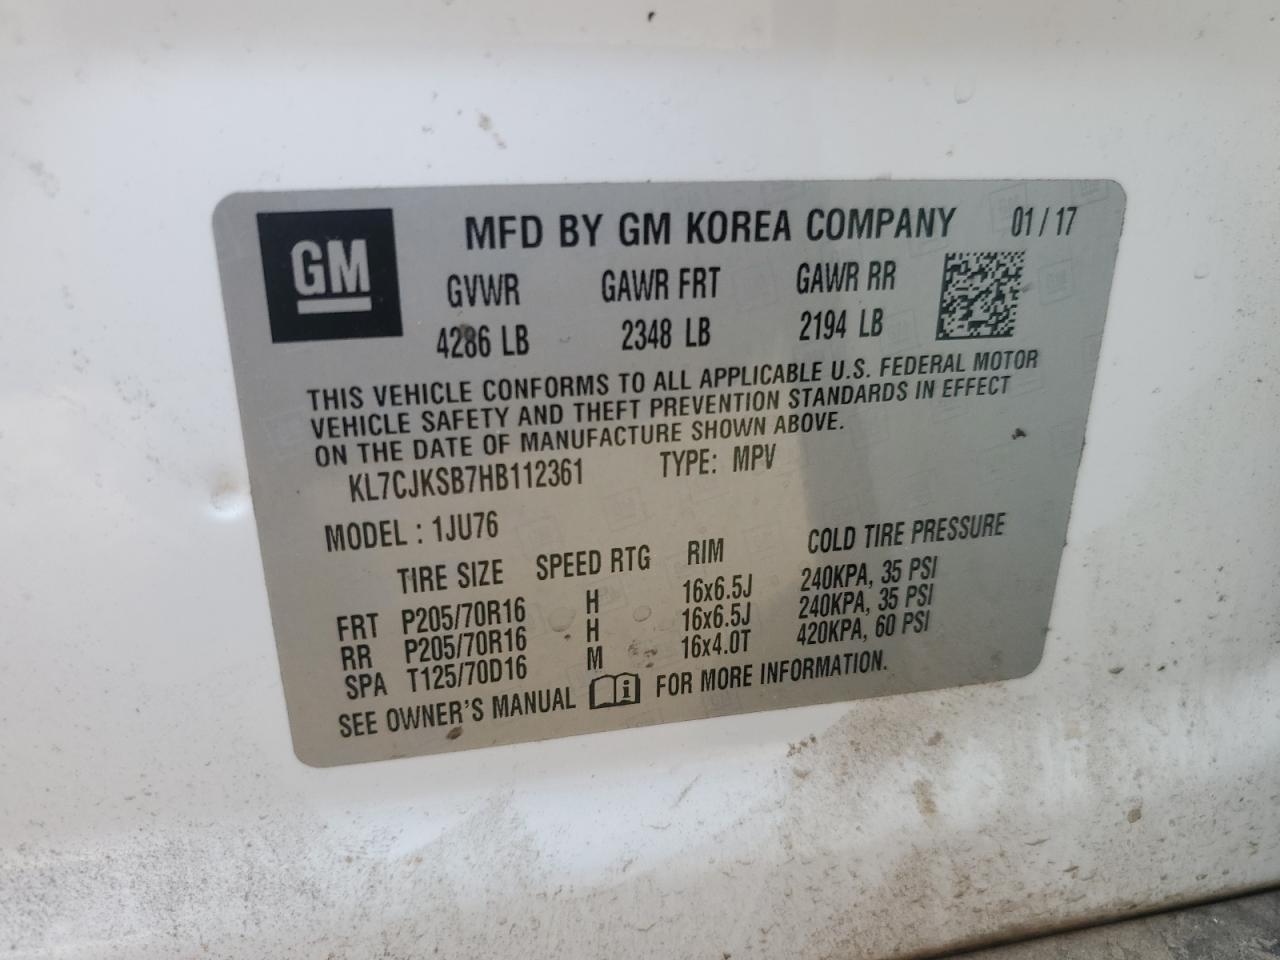 GM
MFD BY GM KOREA COMPANY 01 / 17
GVWR GAWR FRT GAWR RR
4286 LB 2348 LB 2194 LB
THIS VEHICLE CONFORMS TO ALL APPLICABLE U.S. FEDERAL MOTOR
VEHICLE SAFETY AND THEFT PREVENTION STANDARDS IN EFFECT
ON THE DATE OF MANUFACTURE SHOWN ABOVE.
KL7CJKSB7HB112361 TYPE: MPV
MODEL : 1JU76
TIRE SIZE SPEED RTG RIM COLD TIRE PRESSURE
FRT P205/70R16 H 16x6.5J 240KPA, 35 PSI
RR P205/70R16 H 16x6.5J 240KPA, 35 PSI
SPA T125/70D16 M 16x4.0T 420KPA, 60 PSI
SEE OWNER'S MANUAL FOR MORE INFORMATION.